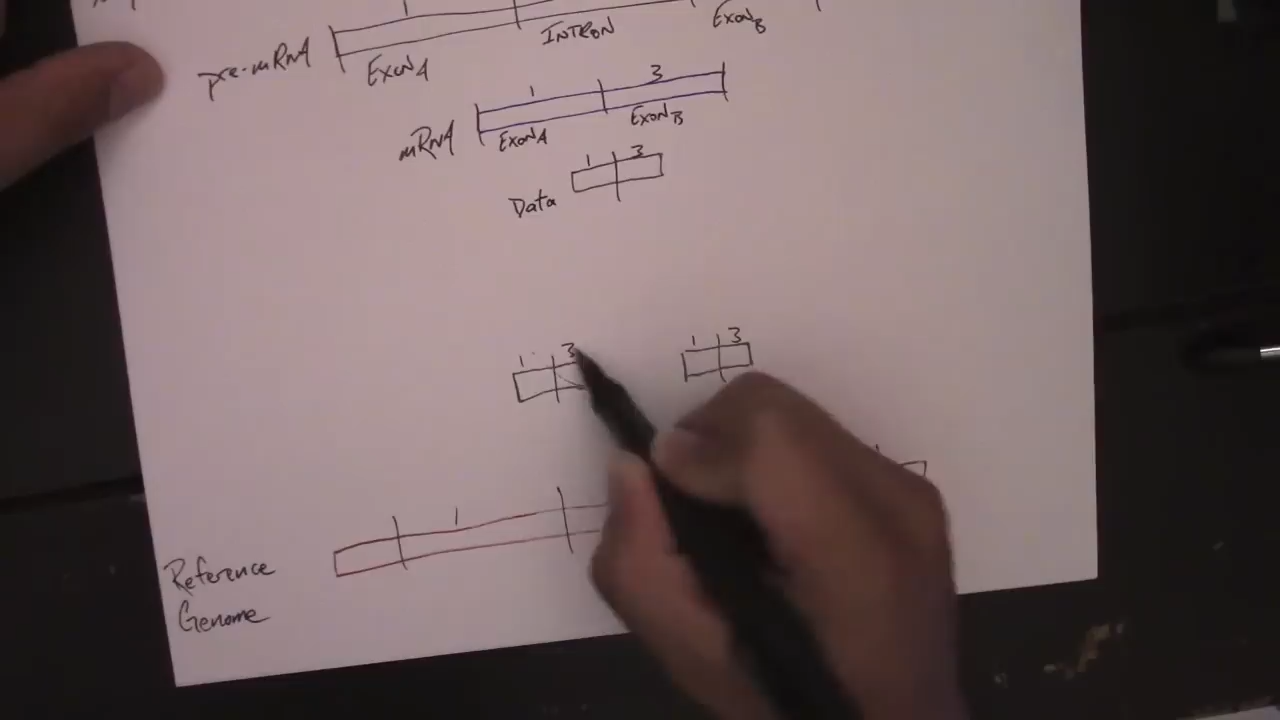 pre-mRNA
Exon A
INTRON
Exon B
1 3
mRNA
Exon A
Exon B
1 3
Data
1 3
1 3
1
Reference
Genome